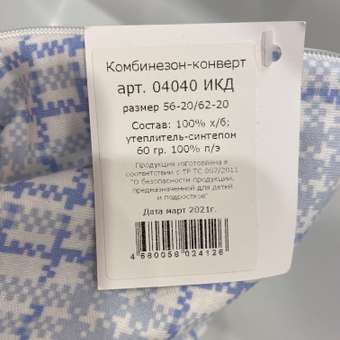 Комбинезон-конверт
арт. 04040 ИКД
размер 56-20/62-20
Состав: 100% х/б;
утеплитель-синтепон
60 гр. 100% п/э
Продукция изготовлена в
соответствии с ТР ТС 007/2011
"О безопасности продукции,
предназначенной для детей
и подростков"
Дата март 2021г.
4 680058 024126